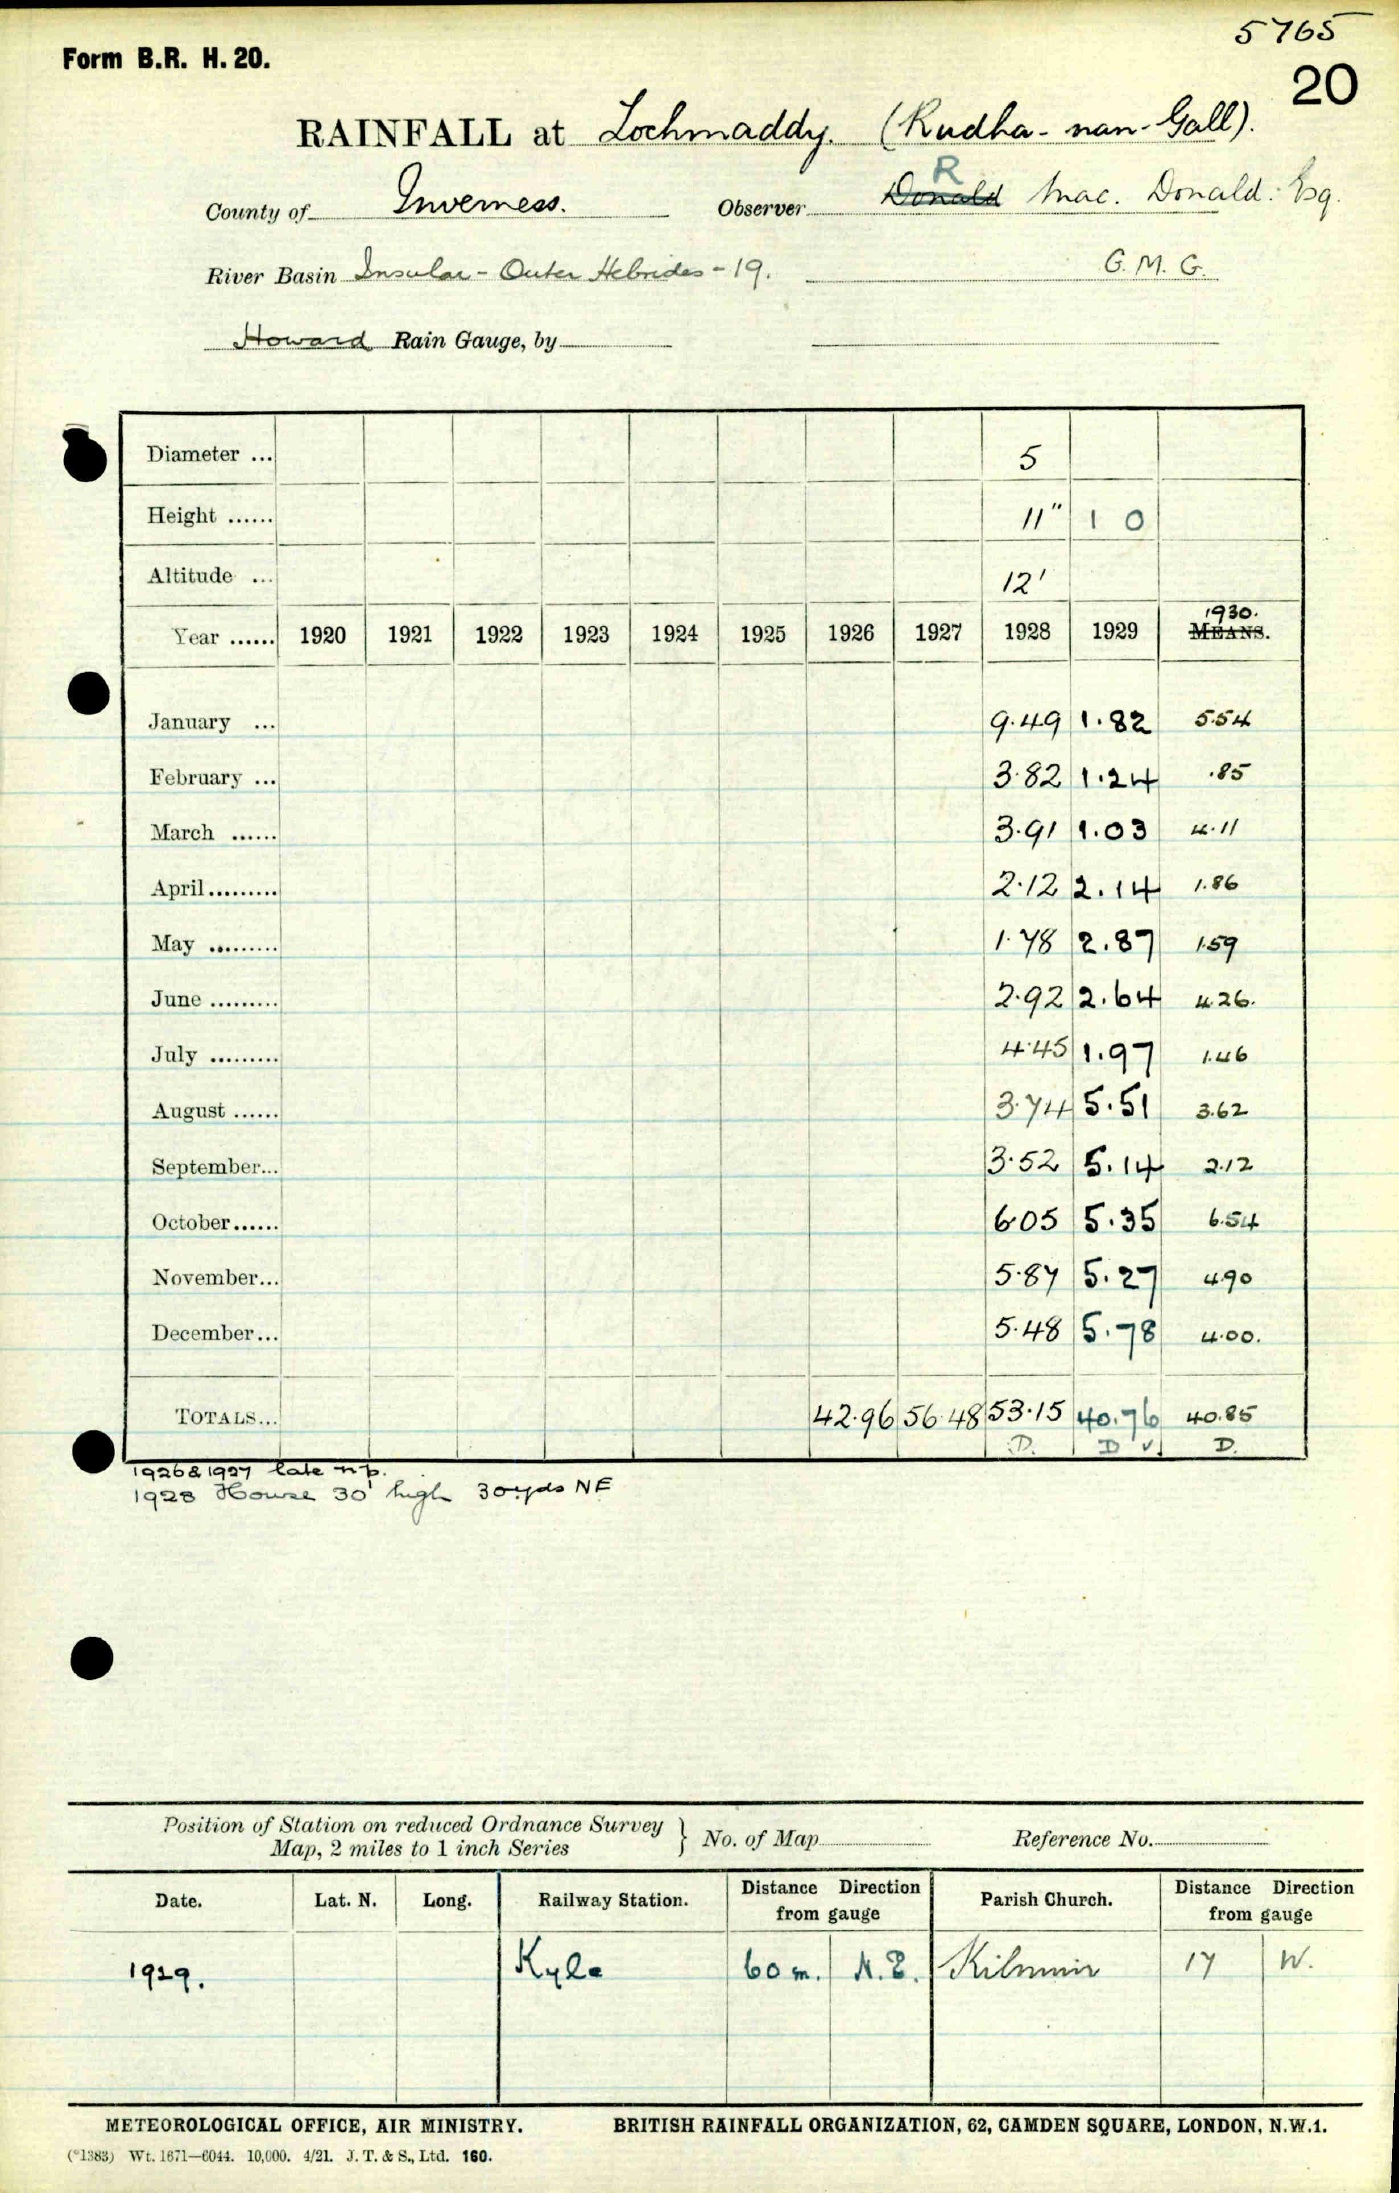 5765
Form B.R. H. 20.
20
RAINFALL at Lochmaddy. (Rudha-nan-Gall).
R
County of Inverness. Observer Donald Mac. Donald. Esq.
River Basin Insular - Outer Hebrides - 19. G. M. G.
Howard Rain Gauge, by
Diameter ... 5
Height ...... 11" 1 0
Altitude ... 12'
1930.
Year ...... 1920 1921 1922 1923 1924 1925 1926 1927 1928 1929 MEANS.
January ... 9.49 1.82 5.54
February ... 3.82 1.24 .85
March ...... 3.91 1.03 4.11
April......... 2.12 2.14 1.86
May ......... 1.78 2.87 1.59
June ......... 2.92 2.64 4.26.
July ......... 4.45 1.97 1.46
August ...... 3.74 5.51 3.62
September... 3.52 5.14 2.12
October...... 6.05 5.35 6.54
November... 5.87 5.27 4.90
December... 5.48 5.78 4.00.
TOTALS... 42.96 56.48 53.15 40.76 40.85
D. D ✓ D.
1926 & 1927 late n.p.
1928 House 30' high 30yds NE
Position of Station on reduced Ordnance Survey
Map, 2 miles to 1 inch Series } No. of Map Reference No.
Date. Lat. N. Long. Railway Station. Distance Direction from gauge Parish Church. Distance Direction from gauge
1929. Kyle 60 m. N.E. Kilmuir 17 W.
METEOROLOGICAL OFFICE, AIR MINISTRY. BRITISH RAINFALL ORGANIZATION, 62, CAMDEN SQUARE, LONDON, N.W.1.
(*1383) Wt. 1671—6044. 10,000. 4/21. J. T. & S., Ltd. 160.